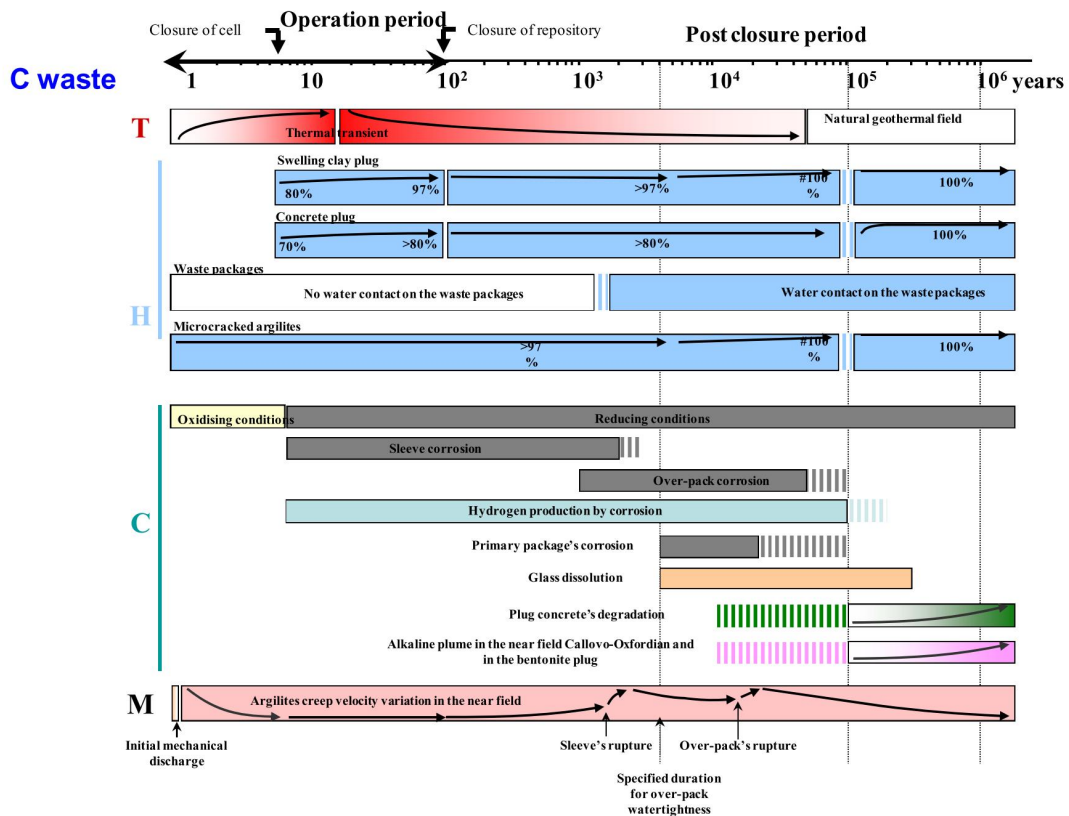 Closure of cell
Operation period
Closure of repository
Post closure period
C waste
1 10 10² 10³ 10⁴ 10⁵ 10⁶ years
T
Thermal transient
Natural geothermal field
H
Swelling clay plug
80% 97% >97% #100 % 100%
Concrete plug
70% >80% >80% 100%
Waste packages
No water contact on the waste packages
Water contact on the waste packages
Microcracked argilites
>97 % #100 % 100%
C
Oxidising conditions
Reducing conditions
Sleeve corrosion
Over-pack corrosion
Hydrogen production by corrosion
Primary package's corrosion
Glass dissolution
Plug concrete's degradation
Alkaline plume in the near field Callovo-Oxfordian and
in the bentonite plug
M
Argilites creep velocity variation in the near field
Initial mechanical
discharge
Sleeve's rupture
Over-pack's rupture
Specified duration
for over-pack
watertightness